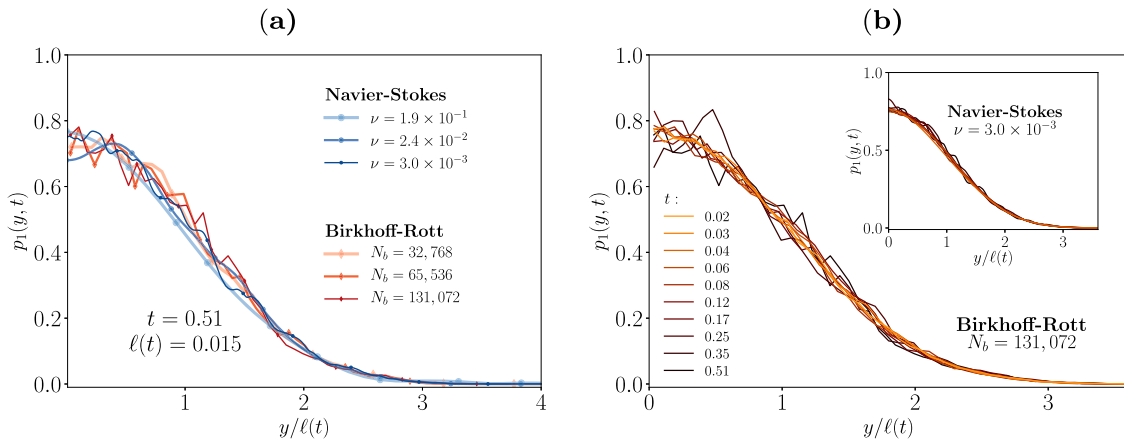 (a)
1.0
0.8
0.6
0.4
0.2
0.0
p₁(y, t)
Navier-Stokes
ν = 1.9 × 10⁻¹
ν = 2.4 × 10⁻²
ν = 3.0 × 10⁻³
Birkhoff-Rott
N_b = 32,768
N_b = 65,536
N_b = 131,072
t = 0.51
ℓ(t) = 0.015
1 2 3 4
y/ℓ(t)
(b)
1.0
0.8
0.6
0.4
0.2
0.0
p₁(y, t)
t :
0.02
0.03
0.04
0.06
0.08
0.12
0.17
0.25
0.35
0.51
1.0
0.5
0.0
p₁(y, t)
Navier-Stokes
ν = 3.0 × 10⁻³
0 1 2 3
y/ℓ(t)
Birkhoff-Rott
N_b = 131,072
0 1 2 3
y/ℓ(t)